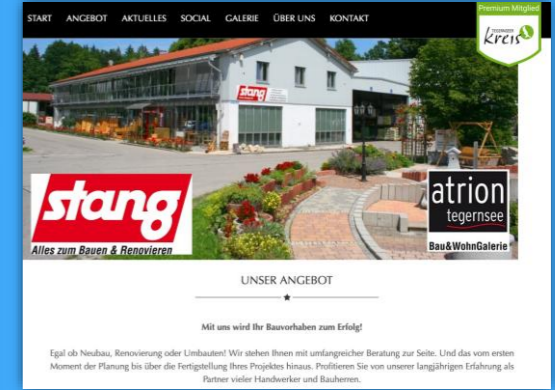 START ANGEBOT AKTUELLES SOCIAL GALERIE ÜBER UNS KONTAKT
Premium Mitglied
TEGERNSEER
kreis
stang
stang
Alles zum Bauen & Renovieren
atrion
tegernsee
Bau&WohnGalerie
UNSER ANGEBOT
Mit uns wird Ihr Bauvorhaben zum Erfolg!
Egal ob Neubau, Renovierung oder Umbauten! Wir stehen Ihnen mit umfangreicher Beratung zur Seite. Und das vom ersten
Moment der Planung bis über die Fertigstellung Ihres Projektes hinaus. Profitieren Sie von unserer langjährigen Erfahrung als
Partner vieler Handwerker und Bauherren.